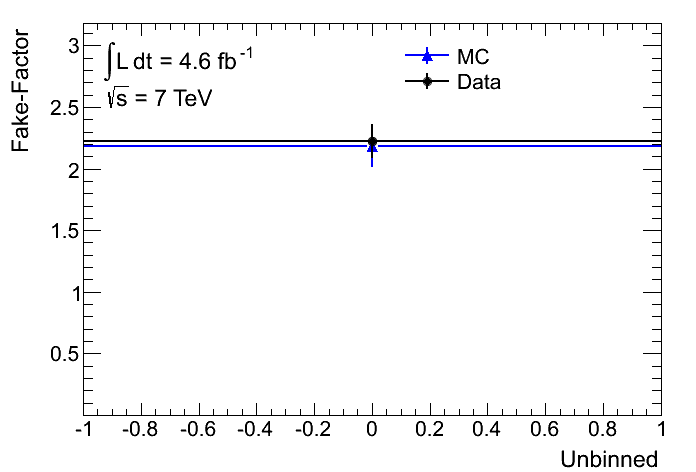 Fake-Factor
∫L dt = 4.6 fb⁻¹
√s = 7 TeV
MC
Data
3
2.5
2
1.5
1
0.5
-1 -0.8 -0.6 -0.4 -0.2 0 0.2 0.4 0.6 0.8 1
Unbinned